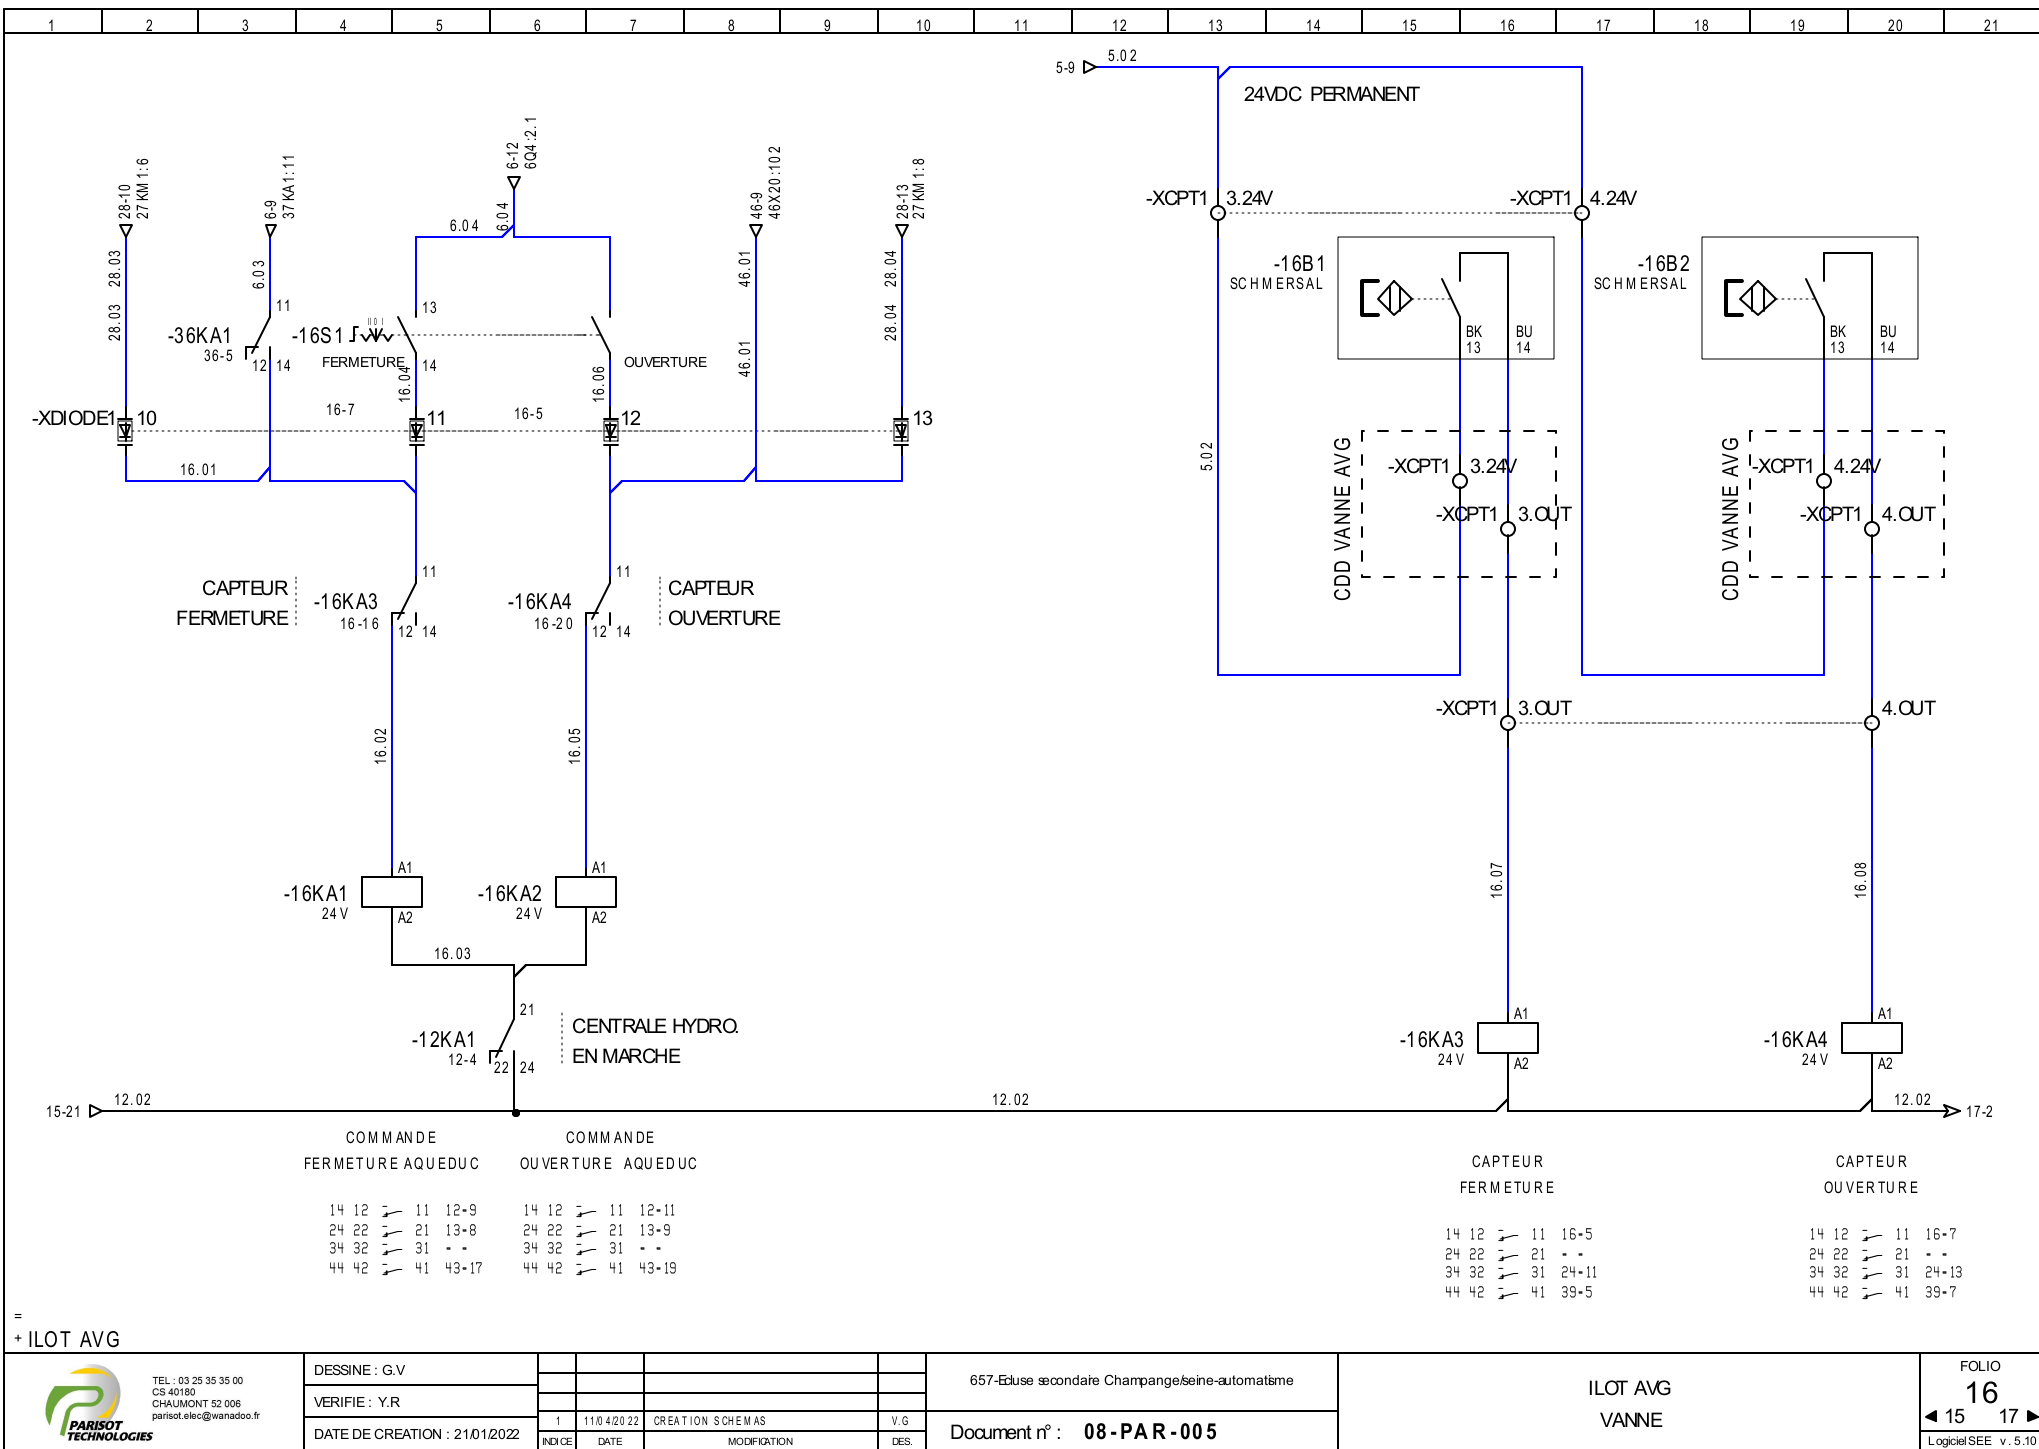 1 2 3 4 5 6 7 8 9 10 11 12 13 14 15 16 17 18 19 20 21
5-9 5.02
24VDC PERMANENT
28-10
27KM1:6
6-9
37KA1:11
6-12
6Q4:2.1
46-9
46X20:102
28-13
27KM1:8
28.03
28.03
6.03
6.04
6.04
46.01
46.01
28.04
28.04
-XCPT1 3.24V
-XCPT1 4.24V
-16B1
SCHMERSAL
BK BU
13 14
-16B2
SCHMERSAL
BK BU
13 14
-36KA1
36-5
11
12 14
-16S1
II 0 I
13
14
FERMETURE
OUVERTURE
16.04
16.06
-XDIODE1 10
16-7
11
16-5
12
13
16.01
5.02
CDD VANNE AVG
-XCPT1 3.24V
-XCPT1 3.OUT
CDD VANNE AVG
-XCPT1 4.24V
-XCPT1 4.OUT
CAPTEUR
FERMETURE
-16KA3
16-16
11
12 14
-16KA4
16-20
11
12 14
CAPTEUR
OUVERTURE
-XCPT1 3.OUT
4.OUT
16.02
16.05
16.07
16.08
-16KA1
24V
A1
A2
-16KA2
24V
A1
A2
16.03
-12KA1
12-4
21
22 24
CENTRALE HYDRO.
EN MARCHE
-16KA3
24V
A1
A2
-16KA4
24V
A1
A2
15-21 12.02
12.02
12.02 17-2
COMMANDE
FERMETURE AQUEDUC
COMMANDE
OUVERTURE AQUEDUC
CAPTEUR
FERMETURE
CAPTEUR
OUVERTURE
14 12 11 12-9
24 22 21 13-8
34 32 31 - -
44 42 41 43-17
14 12 11 12-11
24 22 21 13-9
34 32 31 - -
44 42 41 43-19
14 12 11 16-5
24 22 21 - -
34 32 31 24-11
44 42 41 39-5
14 12 11 16-7
24 22 21 - -
34 32 31 24-13
44 42 41 39-7
=
+ ILOT AVG
PARISOT
TECHNOLOGIES
TEL : 03 25 35 35 00
CS 40180
CHAUMONT 52 006
parisot.elec@wanadoo.fr
DESSINE : G.V
VERIFIE : Y.R
DATE DE CREATION : 21/01/2022
1 11/04/2022 CREATION SCHEMAS V.G
INDICE DATE MODIFICATION DES.
657-Ecluse secondaire Champange/seine-automatisme
Document n° : 08-PAR-005
ILOT AVG
VANNE
FOLIO
16
15 17
Logiciel SEE v.5.10